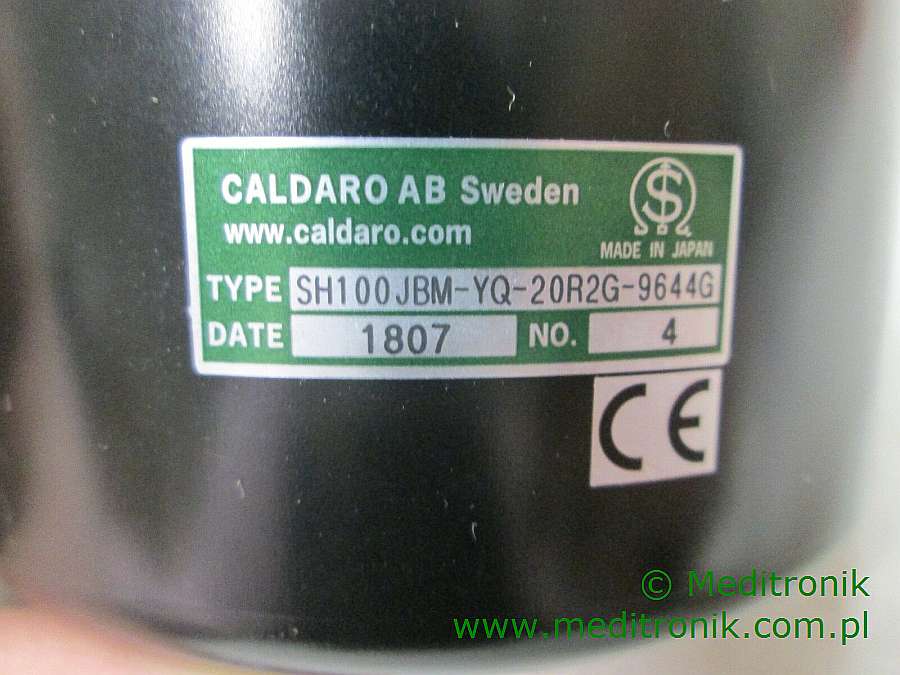 CALDARO AB Sweden
www.caldaro.com
MADE IN JAPAN
TYPE SH100JBM-YQ-20R2G-9644G
DATE 1807 NO. 4
CE
© Meditronik
www.meditronik.com.pl